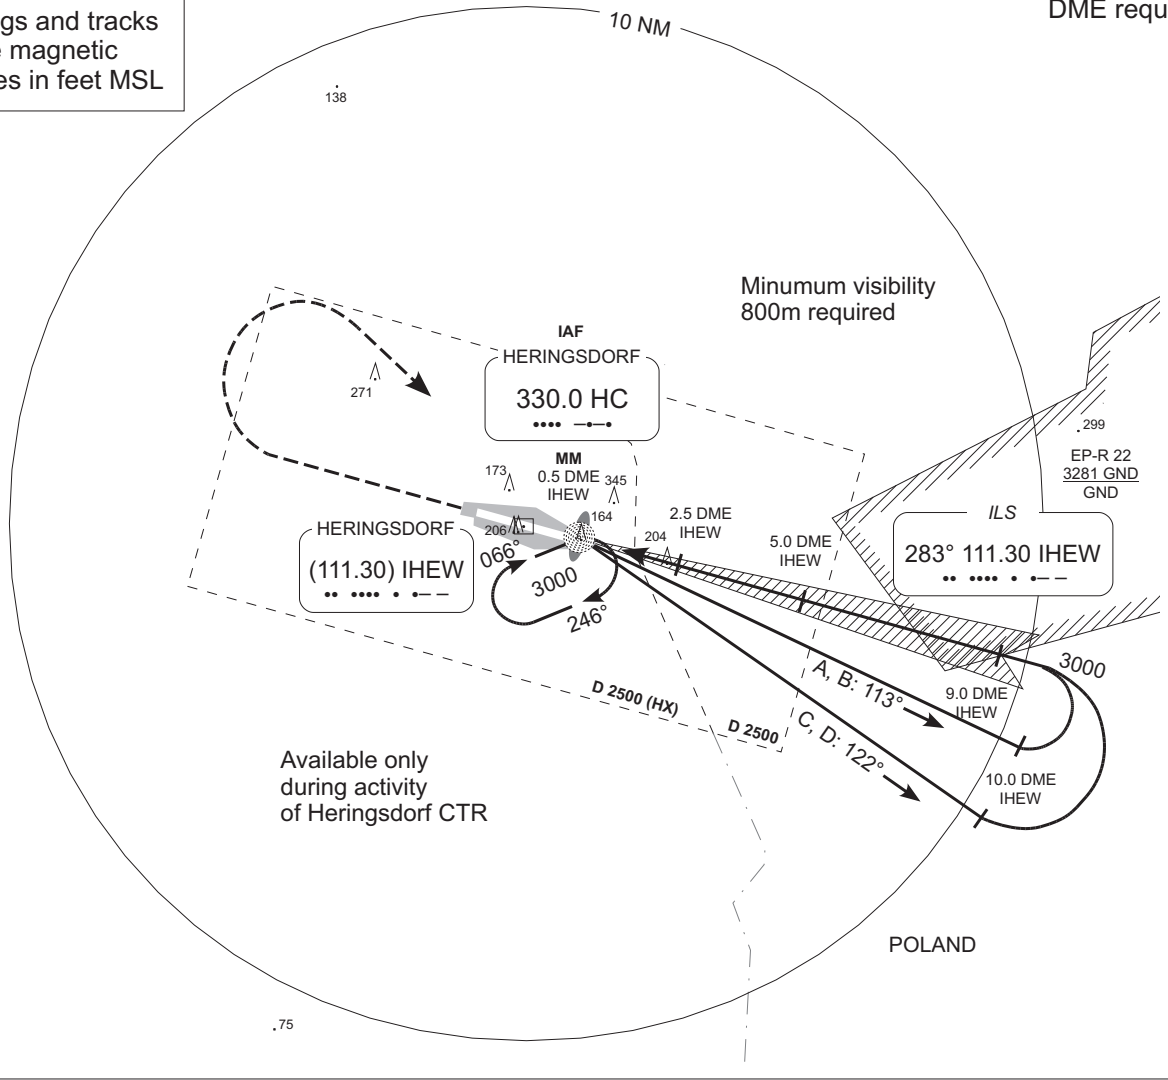 gs and tracks
magnetic
es in feet MSL
10 NM
DME requ
138
Minumum visibility
800m required
IAF
HERINGSDORF
330.0 HC
•••• —•—•
271
299
EP-R 22
3281 GND
GND
MM
0.5 DME
IHEW
173
345
164
206
204
2.5 DME
IHEW
5.0 DME
IHEW
ILS
283° 111.30 IHEW
•• •••• • •— —
HERINGSDORF
(111.30) IHEW
•• •••• • •— —
066°
3000
246°
3000
A, B: 113°
9.0 DME
IHEW
C, D: 122°
10.0 DME
IHEW
D 2500 (HX)
D 2500
Available only
during activity
of Heringsdorf CTR
POLAND
75